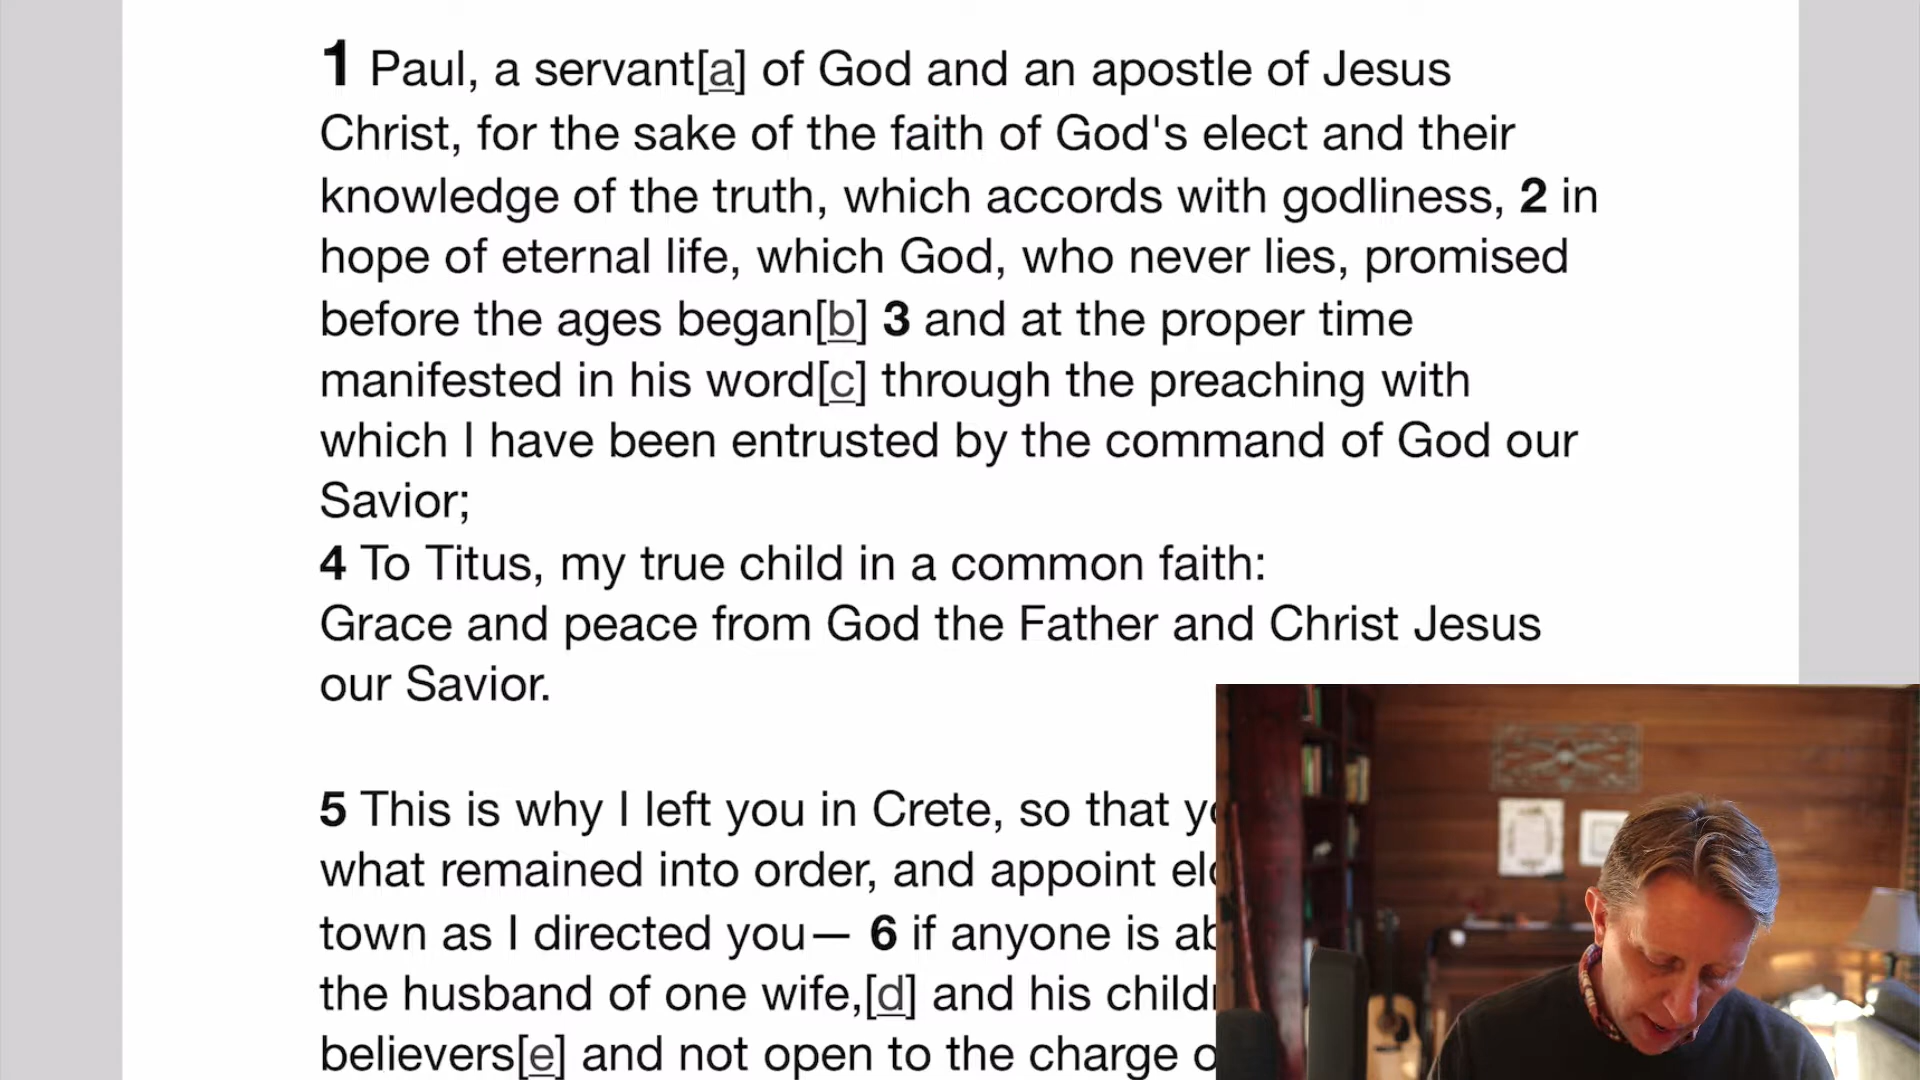 1 Paul, a servant[a] of God and an apostle of Jesus
Christ, for the sake of the faith of God's elect and their
knowledge of the truth, which accords with godliness, 2 in
hope of eternal life, which God, who never lies, promised
before the ages began[b] 3 and at the proper time
manifested in his word[c] through the preaching with
which I have been entrusted by the command of God our
Savior;
4 To Titus, my true child in a common faith:
Grace and peace from God the Father and Christ Jesus
our Savior.
5 This is why I left you in Crete, so that
what remained into order, and appoint
town as I directed you— 6 if anyone is
the husband of one wife,[d] and his
believers[e] and not open to the charge